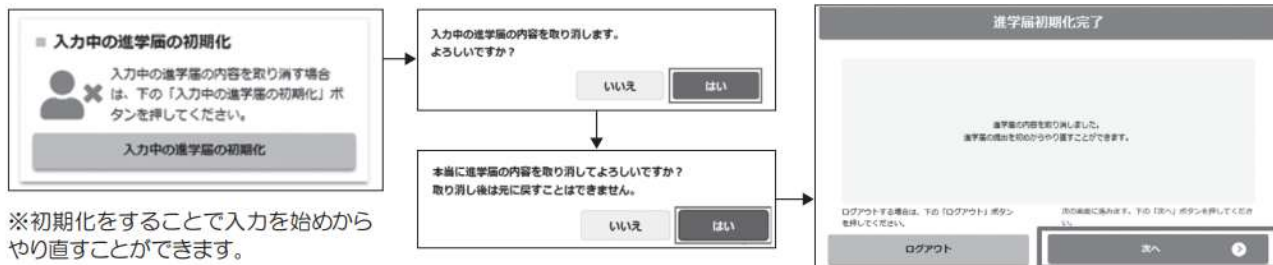 ■ 入力中の進学届の初期化
入力中の進学届の内容を取り消す場合
は、下の「入力中の進学届の初期化」ボ
タンを押してください。
入力中の進学届の初期化
※初期化をすることで入力を始めから
やり直すことができます。
入力中の進学届の内容を取り消します。
よろしいですか？
いいえ
はい
本当に進学届の内容を取り消してよろしいですか？
取り消し後は元に戻すことはできません。
いいえ
はい
進学届初期化完了
進学届の内容を取り消しました。
進学届の提出を初めからやり直すことができます。
ログアウトする場合は、下の「ログアウト」ボタン
を押してください。
ログアウト
次の画面に進みます。下の「次へ」ボタンを押してくださ
い。
次へ